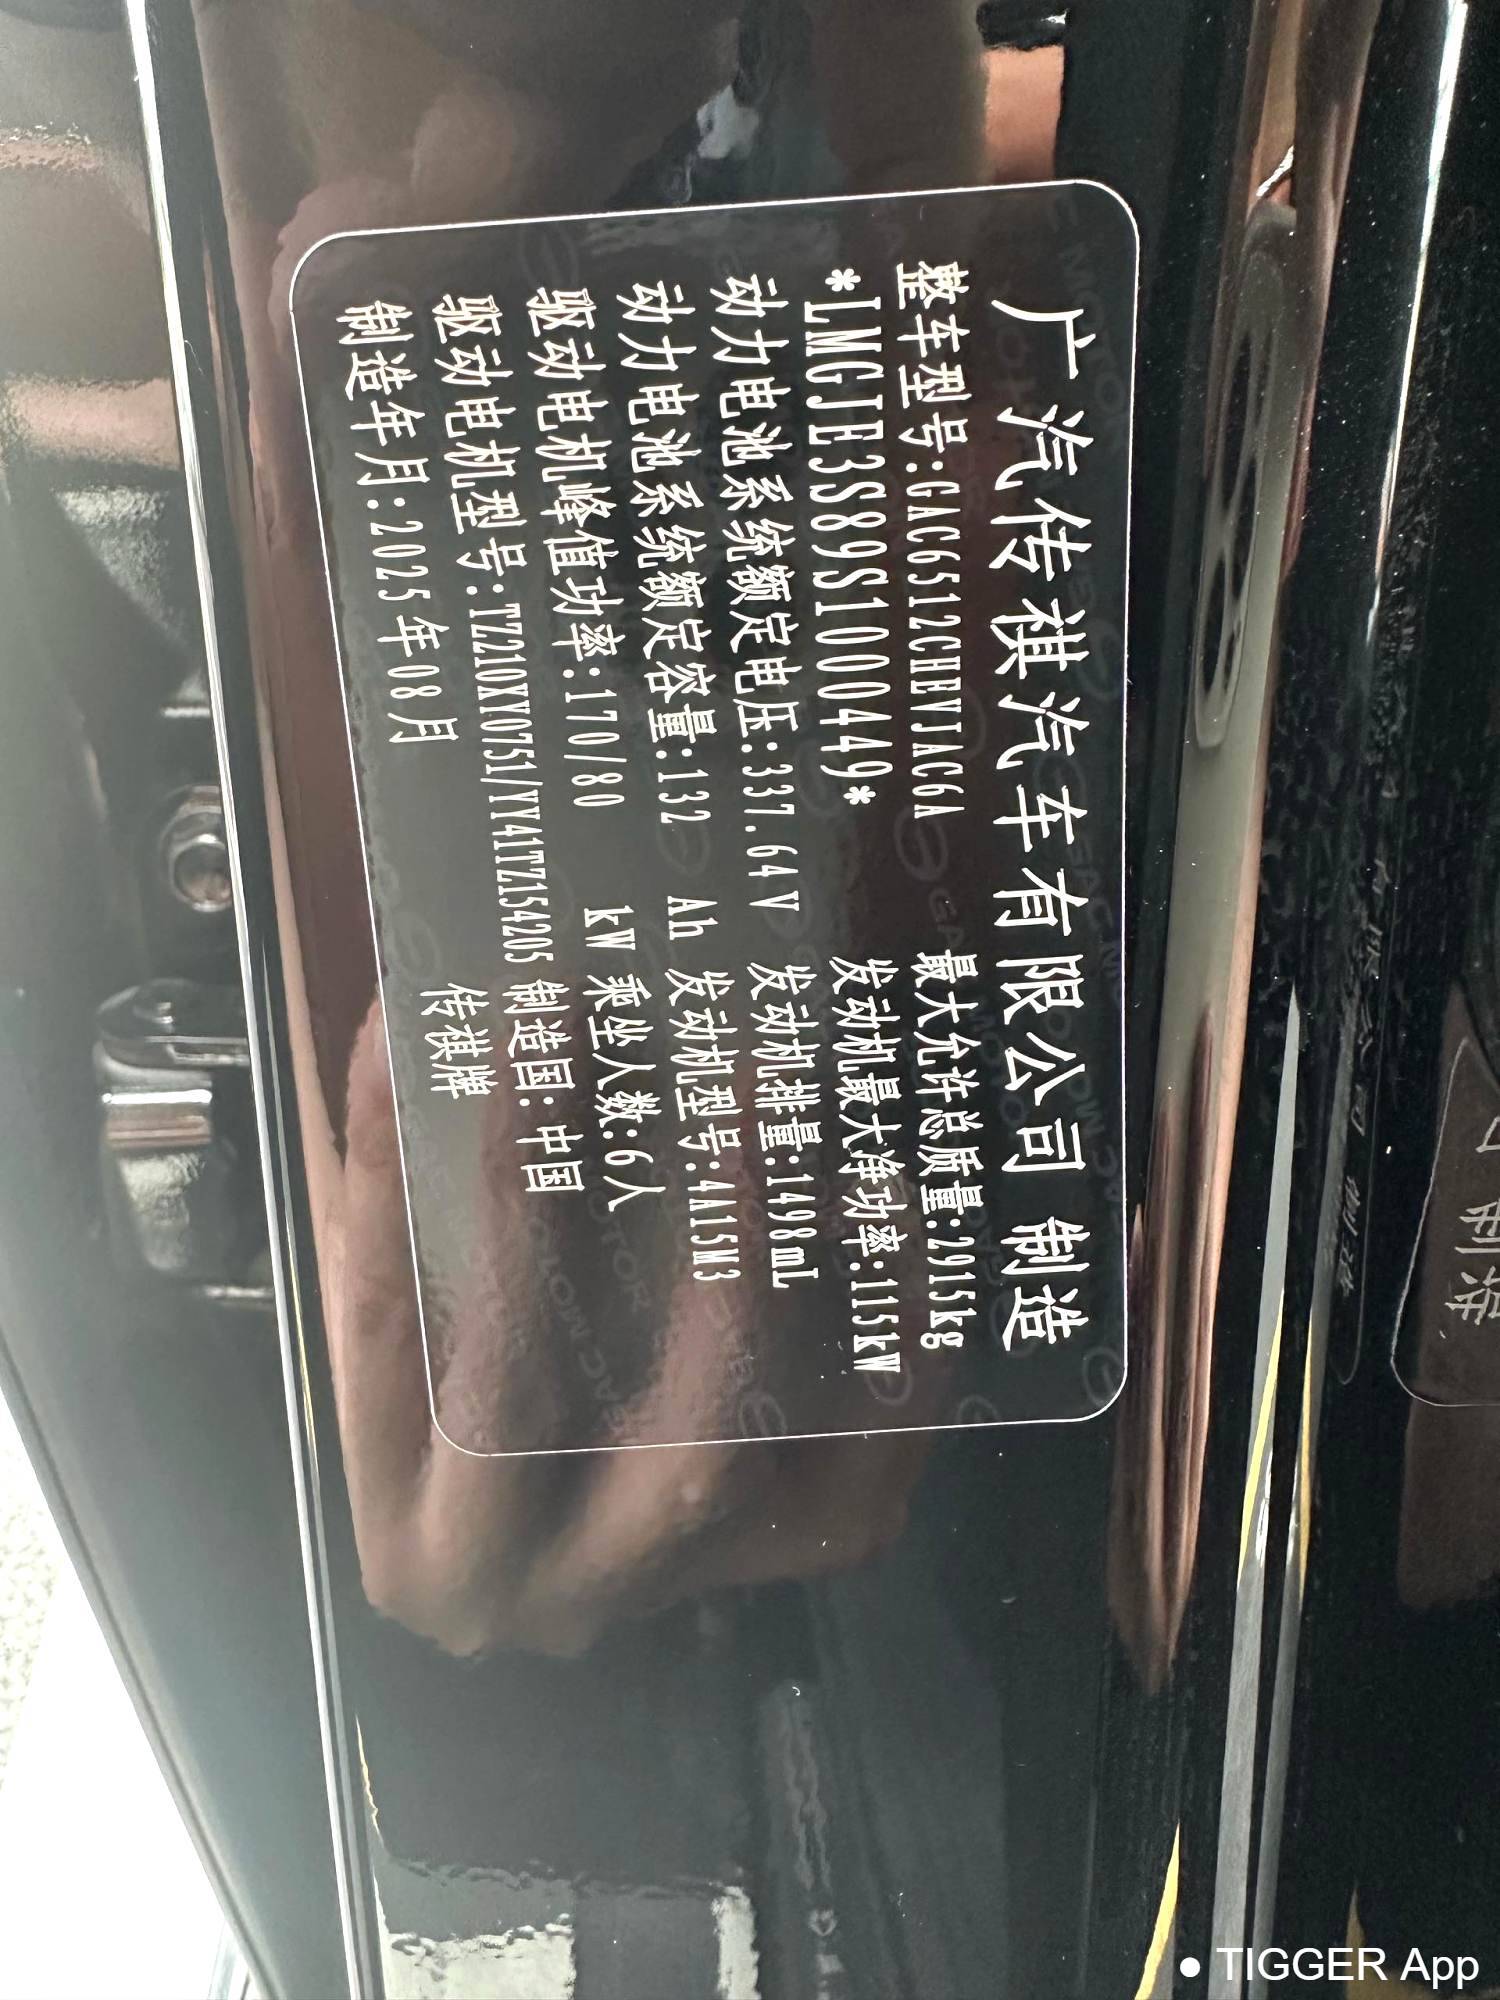 广汽传祺汽车有限公司 制造
整车型号:GAC6512CHEVJAC6A 最大允许总质量:2915kg
*LMGJE3S89S1000449* 发动机最大净功率:115kW
动力电池系统额定电压:337.64V 发动机排量:1498mL
动力电池系统额定容量:132 Ah 发动机型号:4A15M3
驱动电机峰值功率:170/80 kW 乘坐人数:6人
驱动电机型号:TZ210XY0751/YY41TZ154205 制造国:中国
制造年月:2025年08月 传祺牌
制造
TIGGER App